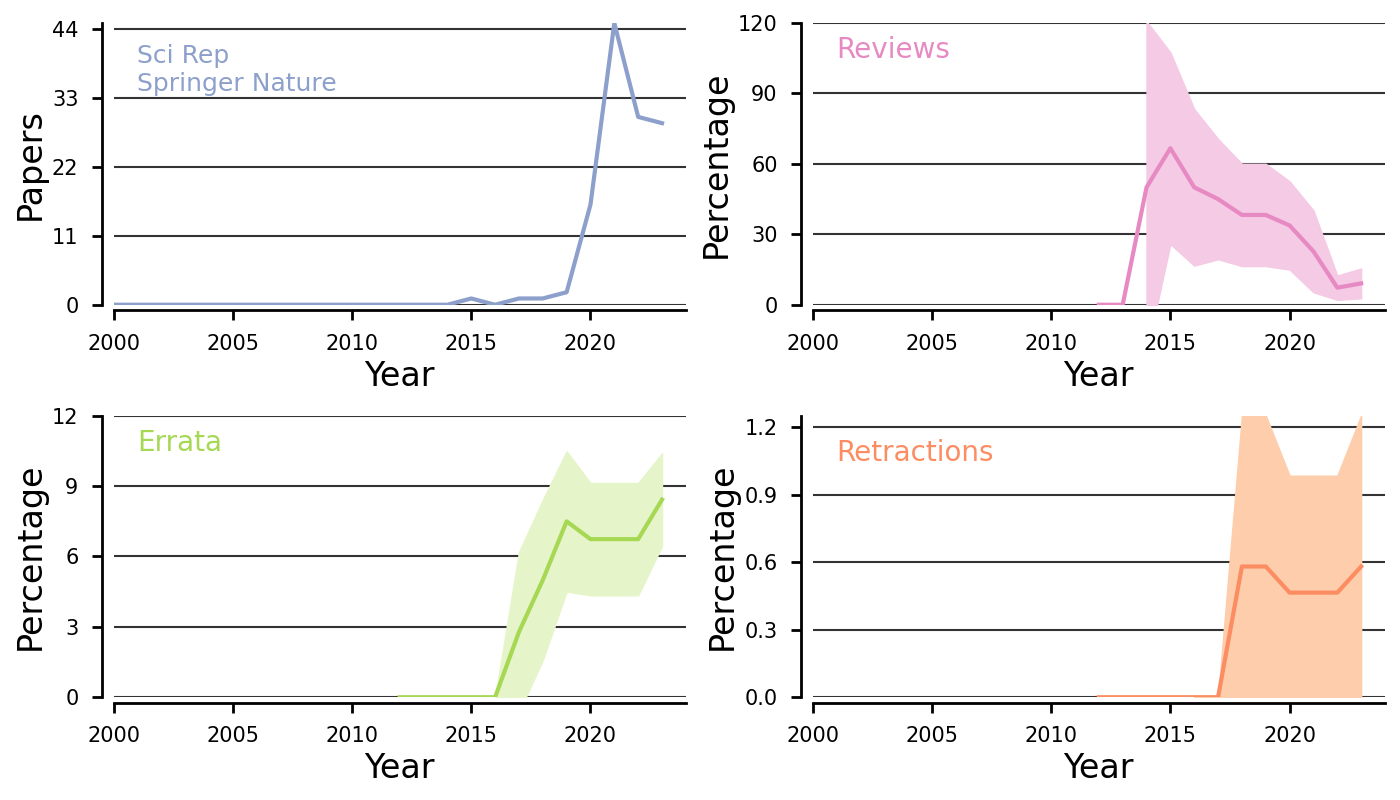 Sci Rep
Springer Nature
Papers
44
33
22
11
0
2000 2005 2010 2015 2020
Year
Reviews
Percentage
120
90
60
30
0
2000 2005 2010 2015 2020
Year
Errata
Percentage
12
9
6
3
0
2000 2005 2010 2015 2020
Year
Retractions
Percentage
1.2
0.9
0.6
0.3
0.0
2000 2005 2010 2015 2020
Year